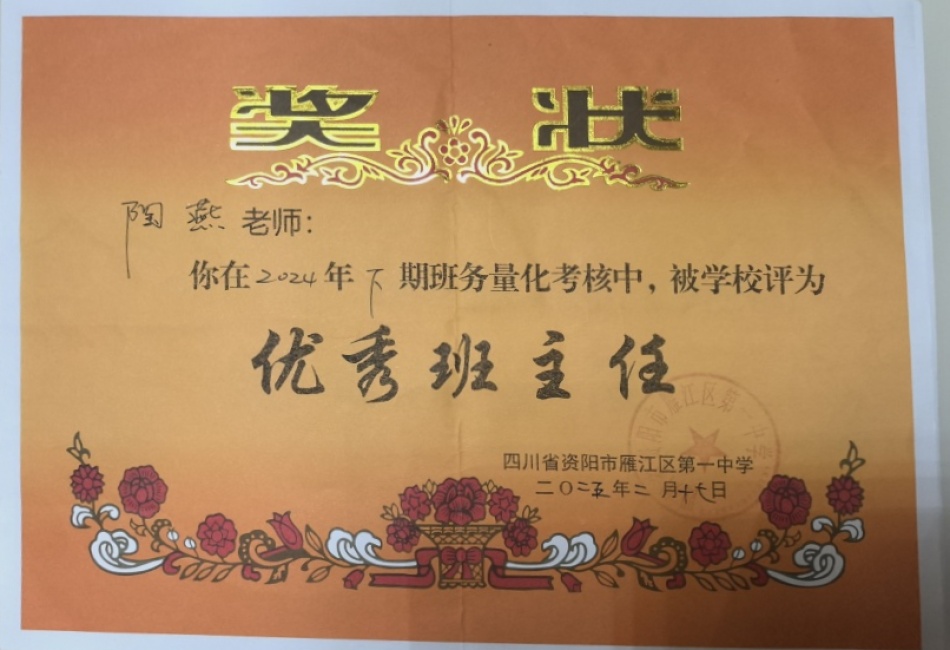 奖状
陶燕老师：
你在2024年下期班务量化考核中，被学校评为
优秀班主任
四川省资阳市雁江区第一中学
二〇二五年二月十七日